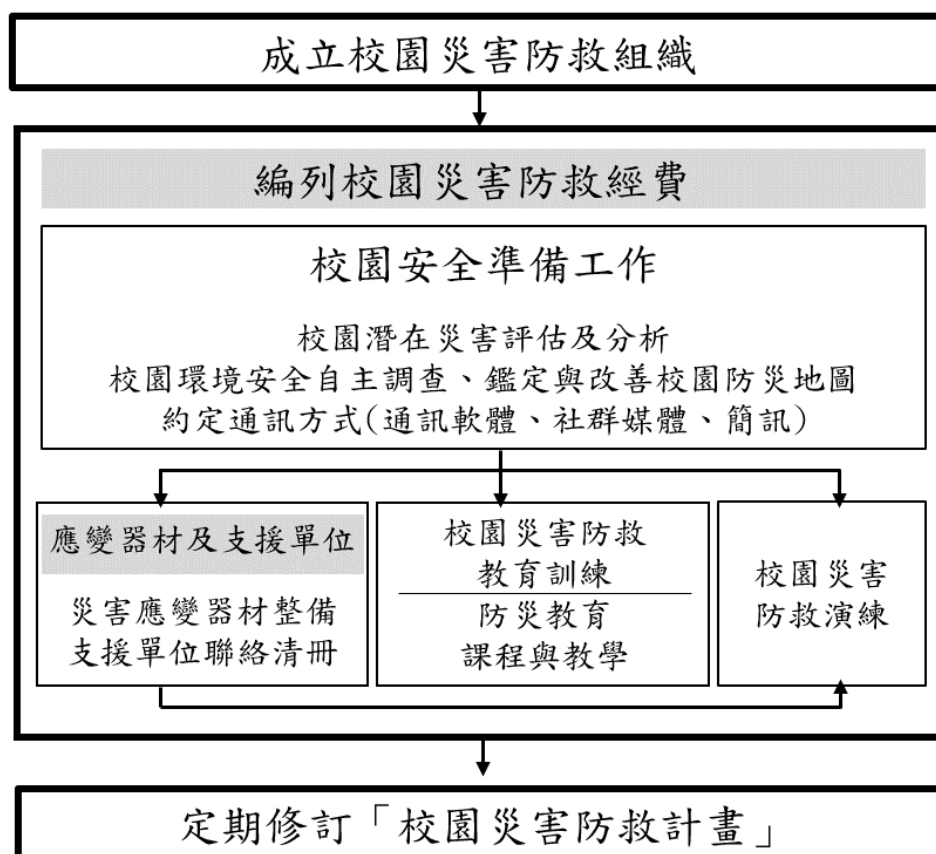 成立校園災害防救組織
編列校園災害防救經費
校園安全準備工作
校園潛在災害評估及分析
校園環境安全自主調查、鑑定與改善校園防災地圖
約定通訊方式(通訊軟體、社群媒體、簡訊)
應變器材及支援單位
災害應變器材整備
支援單位聯絡清冊
校園災害防救
教育訓練
防災教育
課程與教學
校園災害
防救演練
定期修訂「校園災害防救計畫」